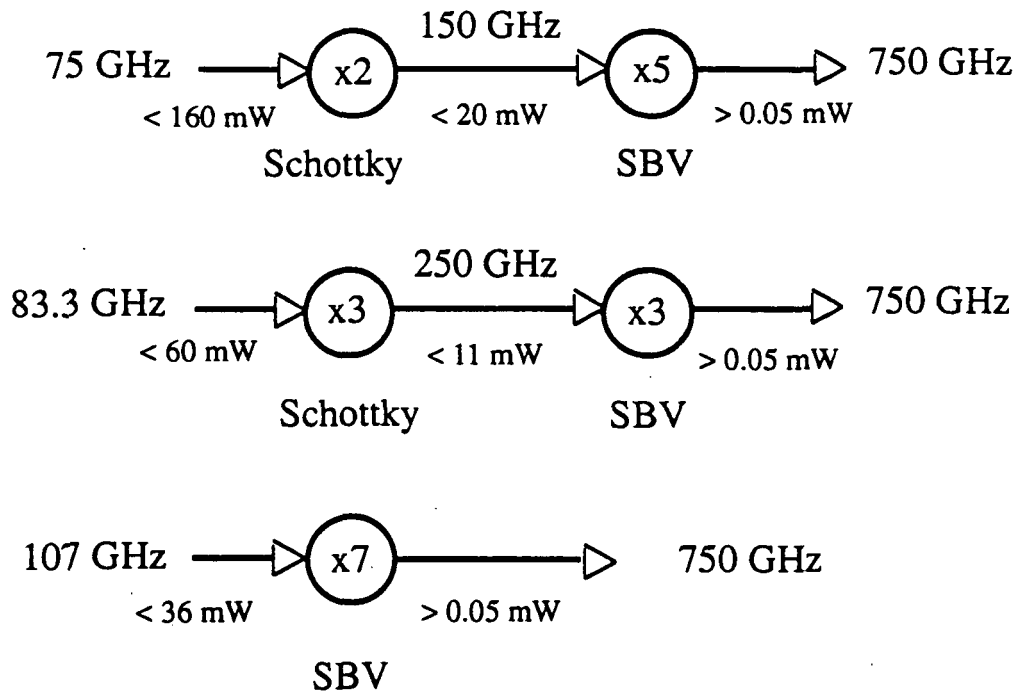 150 GHz
75 GHz x2 x5 750 GHz
< 160 mW < 20 mW > 0.05 mW
Schottky SBV
250 GHz
83.3 GHz x3 x3 750 GHz
< 60 mW < 11 mW > 0.05 mW
Schottky SBV
107 GHz x7 750 GHz
< 36 mW > 0.05 mW
SBV